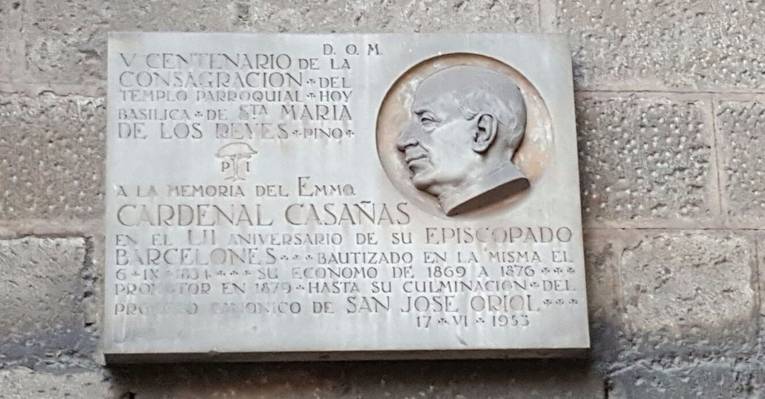 D. O. M.
V CENTENARIO DE LA
CONSAGRACION * DEL
TEMPLO PARROQUIAL * HOY
BASILICA * DE STA MARIA
DE LOS REYES * PINO *
P I
A LA MEMORIA DEL EMMO.
CARDENAL CASAÑAS
EN EL LII ANIVERSARIO DE SU EPISCOPADO
BARCELONES *** BAUTIZADO EN LA MISMA EL
6 * IX * 1834 *** SU ECONOMO DE 1869 A 1876 ***
PROMOTOR EN 1879 * HASTA SU CULMINACION * DEL
PROCESO CANONICO DE SAN JOSE ORIOL ***
17 * VI * 1953